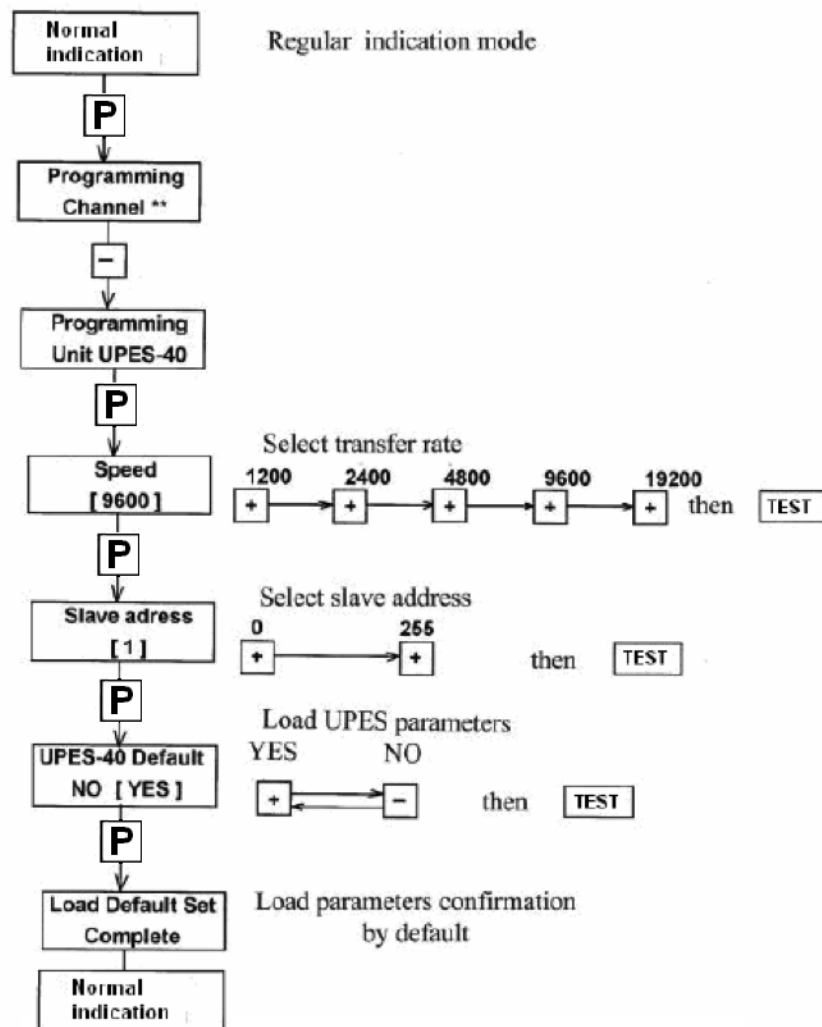 Normal indication
Regular indication mode
P
Programming
Channel **
−
Programming
Unit UPES-40
P
Select transfer rate
Speed
[ 9600 ]
1200 2400 4800 9600 19200
+ + + + + then TEST
P
Select slave address
Slave adress
[ 1 ]
0 255
+ + then TEST
P
Load UPES parameters
YES NO
UPES-40 Default
NO [ YES ]
+ − then TEST
P
Load Default Set
Complete
Load parameters confirmation
by default
Normal
indication